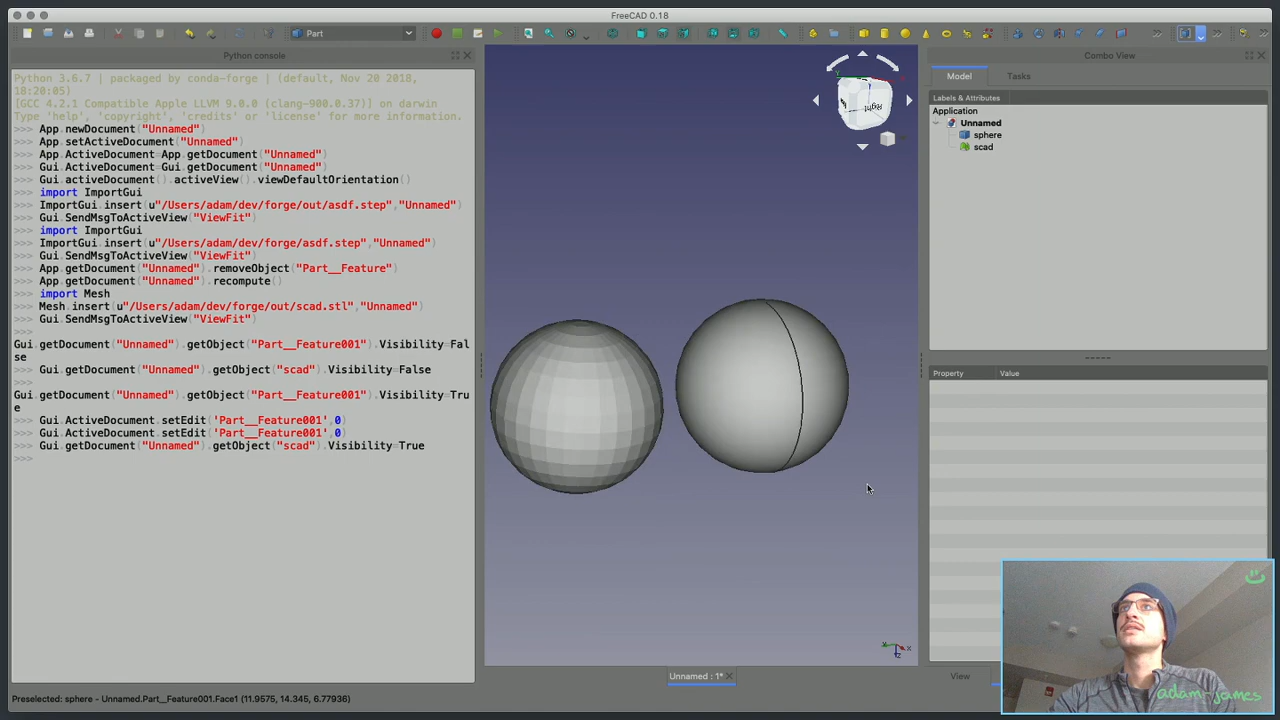 FreeCAD 0.18
Part
Python console
Combo View
Python 3.6.7 | packaged by conda-forge | (default, Nov 20 2018,
18:20:05)
[GCC 4.2.1 Compatible Apple LLVM 9.0.0 (clang-900.0.37)] on darwin
Type 'help', 'copyright', 'credits' or 'license' for more information.
>>> App.newDocument("Unnamed")
>>> App.setActiveDocument("Unnamed")
>>> App.ActiveDocument=App.getDocument("Unnamed")
>>> Gui.ActiveDocument=Gui.getDocument("Unnamed")
>>> Gui.activeDocument().activeView().viewDefaultOrientation()
>>> import ImportGui
>>> ImportGui.insert(u"/Users/adam/dev/forge/out/asdf.step","Unnamed")
>>> Gui.SendMsgToActiveView("ViewFit")
>>> import ImportGui
>>> ImportGui.insert(u"/Users/adam/dev/forge/asdf.step","Unnamed")
>>> Gui.SendMsgToActiveView("ViewFit")
>>> App.getDocument("Unnamed").removeObject("Part__Feature")
>>> App.getDocument("Unnamed").recompute()
>>> import Mesh
>>> Mesh.insert(u"/Users/adam/dev/forge/out/scad.stl","Unnamed")
>>> Gui.SendMsgToActiveView("ViewFit")
>>>
Gui.getDocument("Unnamed").getObject("Part__Feature001").Visibility=Fal
se
>>> Gui.getDocument("Unnamed").getObject("scad").Visibility=False
>>>
Gui.getDocument("Unnamed").getObject("Part__Feature001").Visibility=Tru
e
>>> Gui.ActiveDocument.setEdit('Part__Feature001',0)
>>> Gui.ActiveDocument.setEdit('Part__Feature001',0)
>>> Gui.getDocument("Unnamed").getObject("scad").Visibility=True
>>>
Model
Tasks
Labels & Attributes
Application
Unnamed
sphere
scad
Property
Value
Unnamed : 1*
View
adam-james
Preselected: sphere - Unnamed.Part__Feature001.Face1 (11.9575, 14.345, 6.77936)